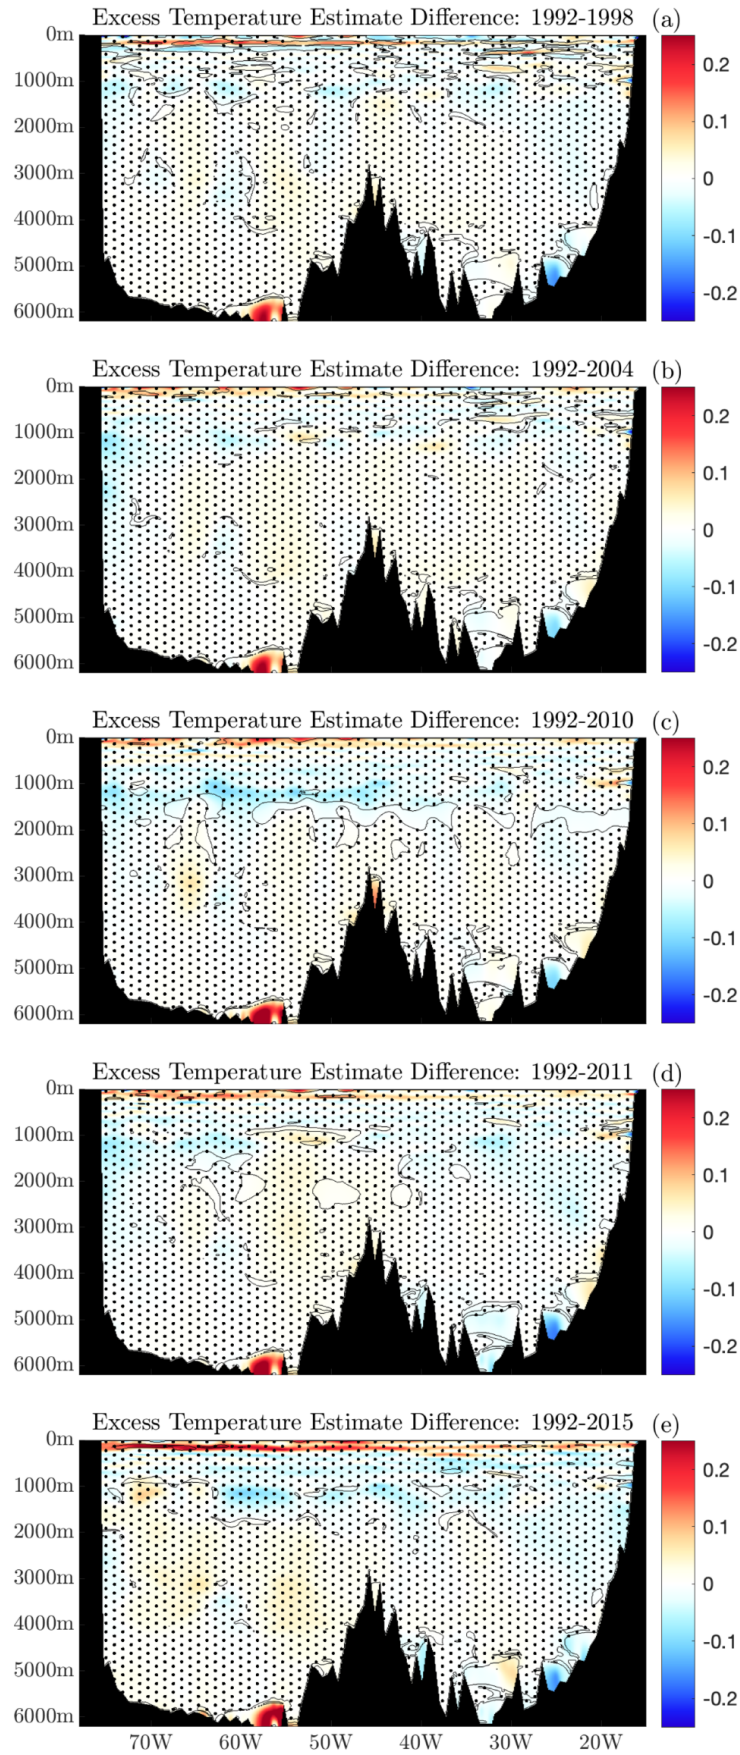 Excess Temperature Estimate Difference: 1992-1998 (a)
0m
1000m
2000m
3000m
4000m
5000m
6000m
0.2
0.1
0
-0.1
-0.2
Excess Temperature Estimate Difference: 1992-2004 (b)
0m
1000m
2000m
3000m
4000m
5000m
6000m
0.2
0.1
0
-0.1
-0.2
Excess Temperature Estimate Difference: 1992-2010 (c)
0m
1000m
2000m
3000m
4000m
5000m
6000m
0.2
0.1
0
-0.1
-0.2
Excess Temperature Estimate Difference: 1992-2011 (d)
0m
1000m
2000m
3000m
4000m
5000m
6000m
0.2
0.1
0
-0.1
-0.2
Excess Temperature Estimate Difference: 1992-2015 (e)
0m
1000m
2000m
3000m
4000m
5000m
6000m
0.2
0.1
0
-0.1
-0.2
70W 60W 50W 40W 30W 20W